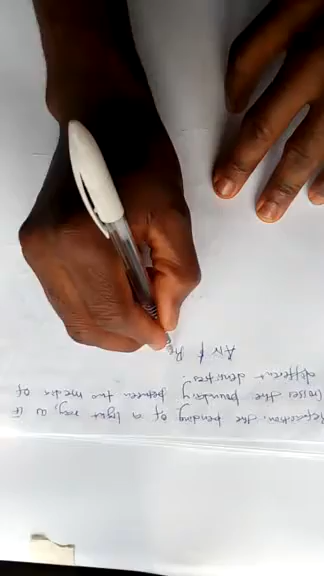 Refraction, the bending of a light ray, as it
crosses the boundary between two media of
different densities.
Air &